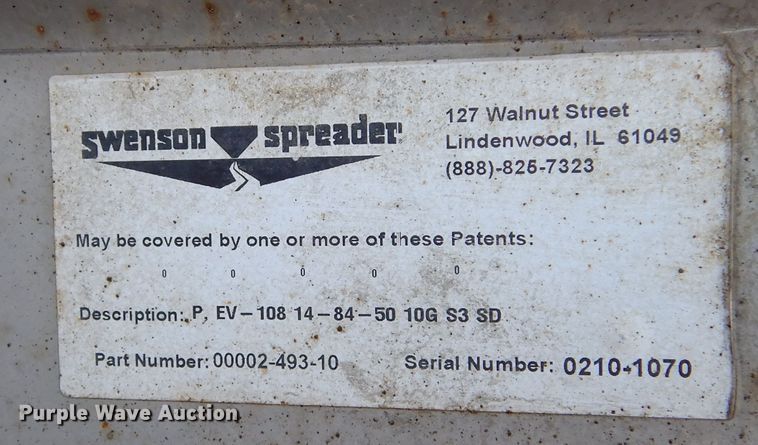 Swenson spreader
127 Walnut Street
Lindenwood, IL 61049
(888)-825-7323
May be covered by one or more of these Patents:
0 0 0 0 0
Description: P, EV-108 14-84-50 10G S3 SD
Part Number: 00002-493-10 Serial Number: 0210-1070
Purple Wave Auction